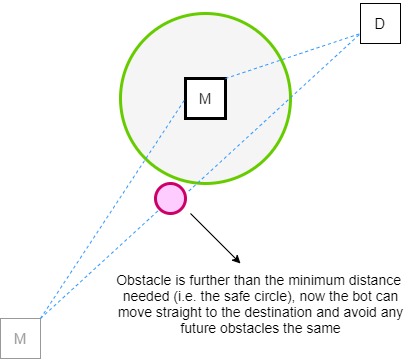 D
M
Obstacle is further than the minimum distance
needed (i.e. the safe circle), now the bot can
move straight to the destination and avoid any
future obstacles the same
M